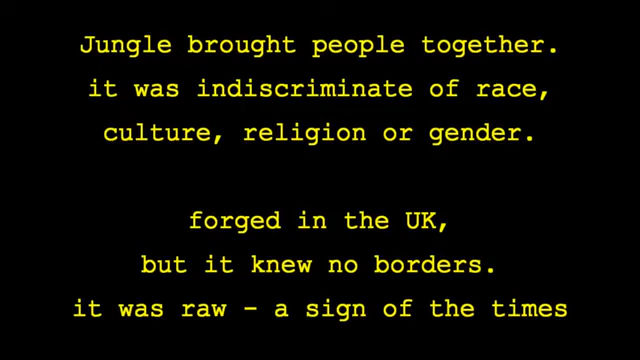 Jungle brought people together.
it was indiscriminate of race,
culture, religion or gender.
forged in the UK,
but it knew no borders.
it was raw - a sign of the times